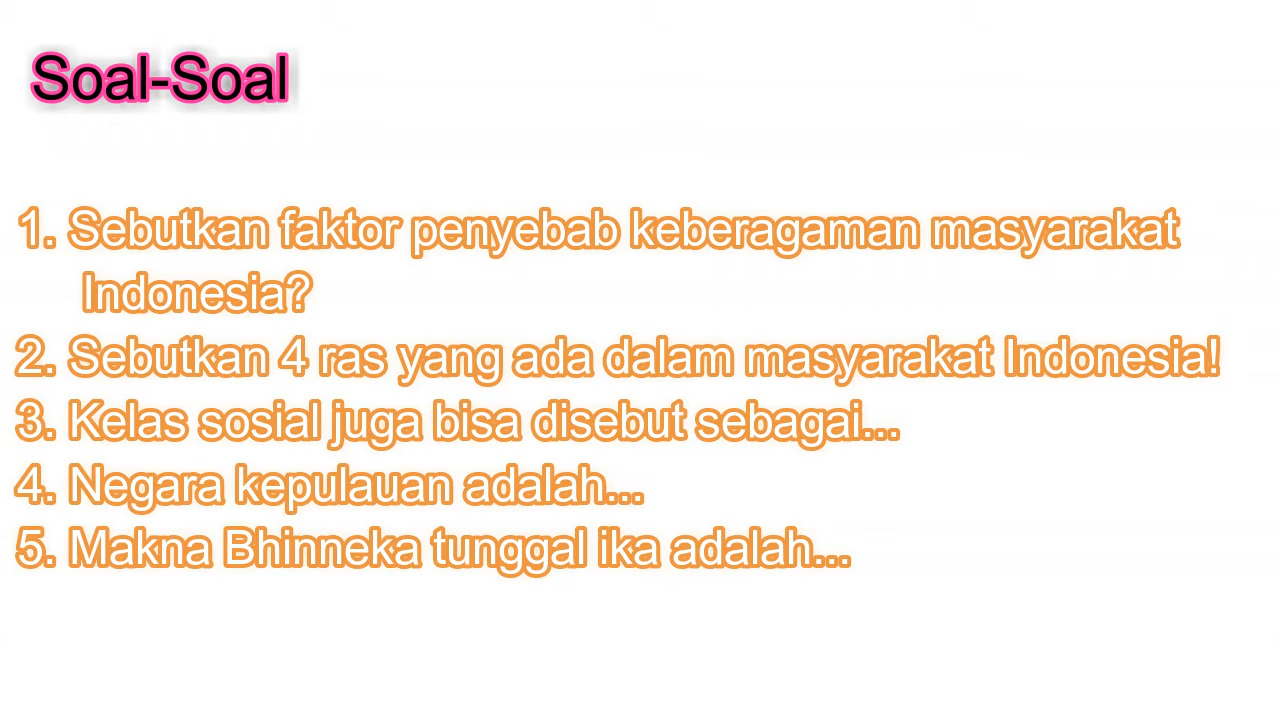 Soal-Soal
1. Sebutkan faktor penyebab keberagaman masyarakat
Indonesia?
2. Sebutkan 4 ras yang ada dalam masyarakat Indonesia!
3. Kelas sosial juga bisa disebut sebagai...
4. Negara kepulauan adalah...
5. Makna Bhinneka tunggal ika adalah...